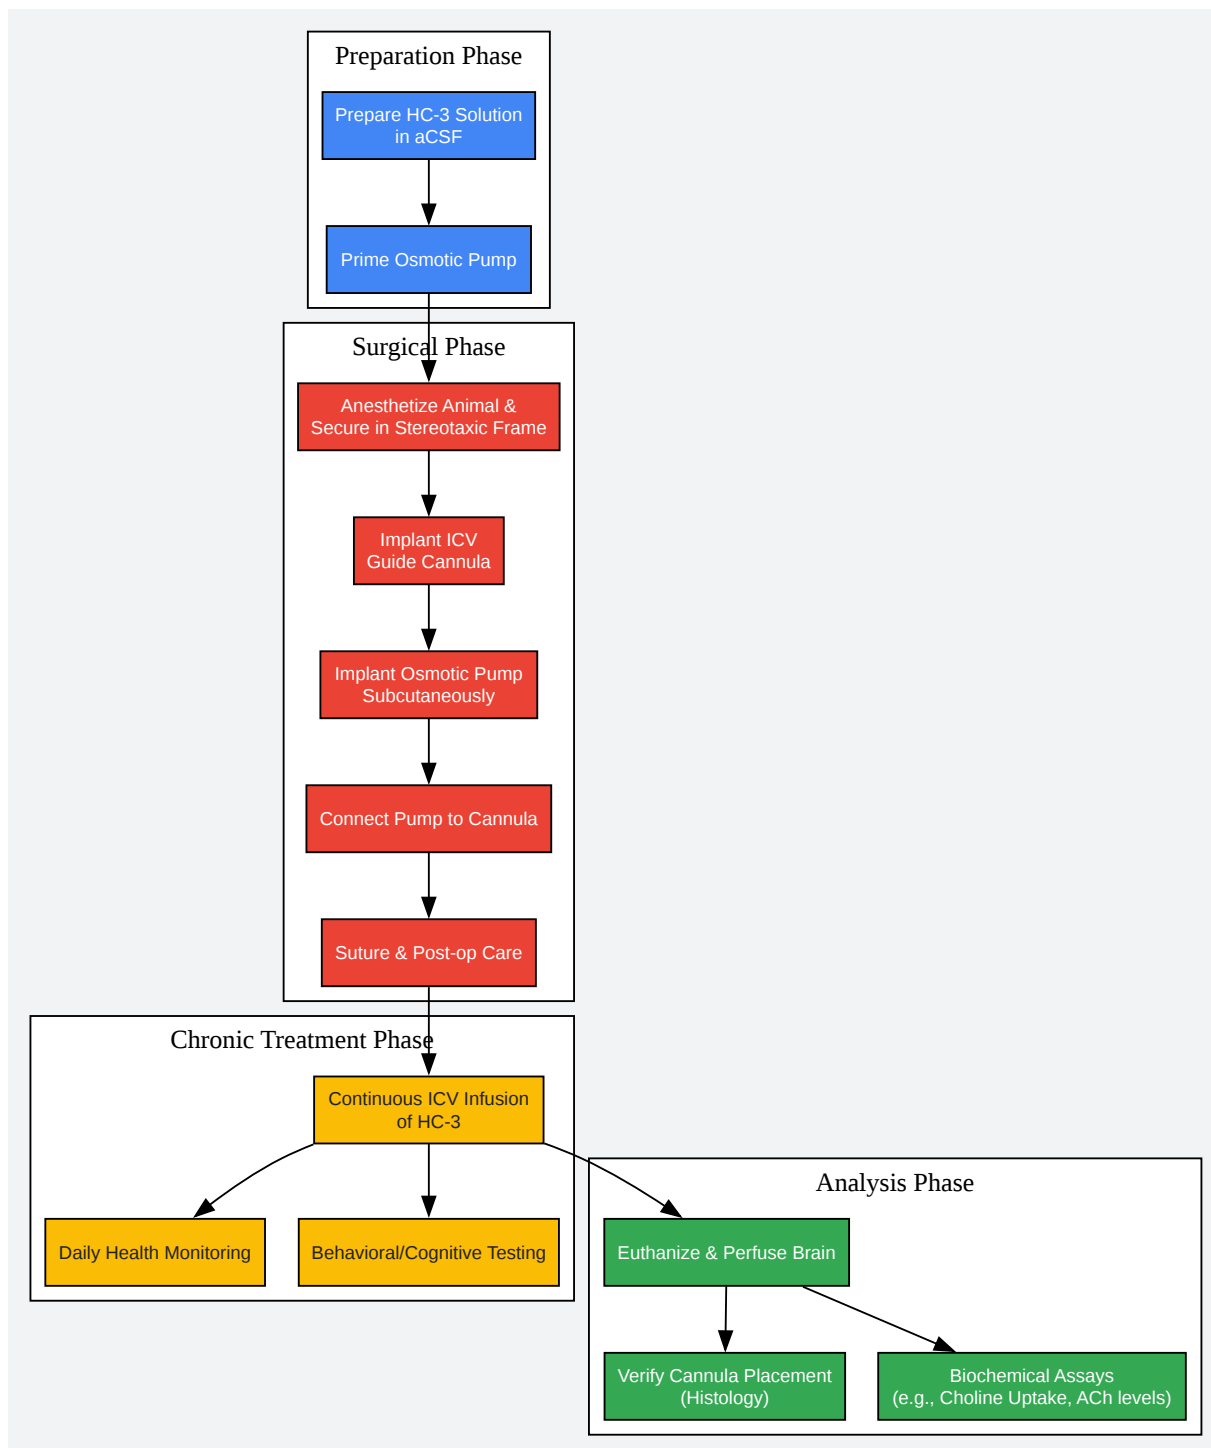 Preparation Phase
Prepare HC-3 Solution
in aCSF
Prime Osmotic Pump
Surgical Phase
Anesthetize Animal &
Secure in Stereotaxic Frame
Implant ICV
Guide Cannula
Implant Osmotic Pump
Subcutaneously
Connect Pump to Cannula
Suture & Post-op Care
Chronic Treatment Phase
Continuous ICV Infusion
of HC-3
Daily Health Monitoring
Behavioral/Cognitive Testing
Analysis Phase
Euthanize & Perfuse Brain
Verify Cannula Placement
(Histology)
Biochemical Assays
(e.g., Choline Uptake, ACh levels)